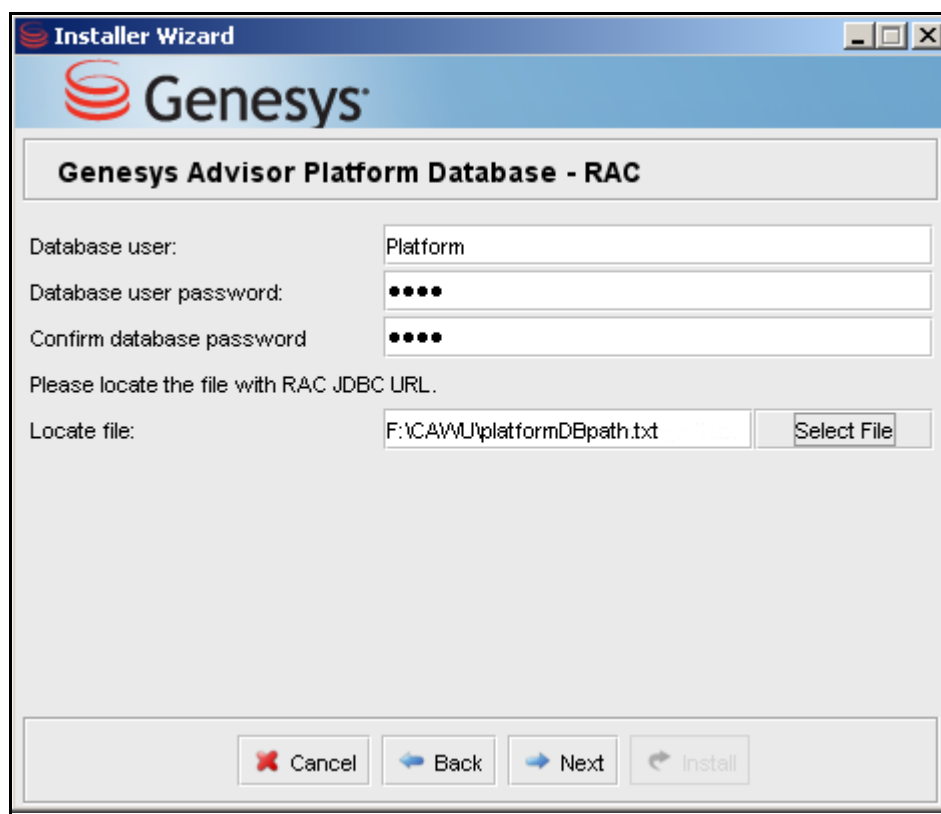 Installer Wizard
Genesys
Genesys Advisor Platform Database - RAC
Database user: Platform
Database user password: ••••
Confirm database password ••••
Please locate the file with RAC JDBC URL.
Locate file: F:\CAWU\platformDBpath.txt Select File
Cancel Back Next Install